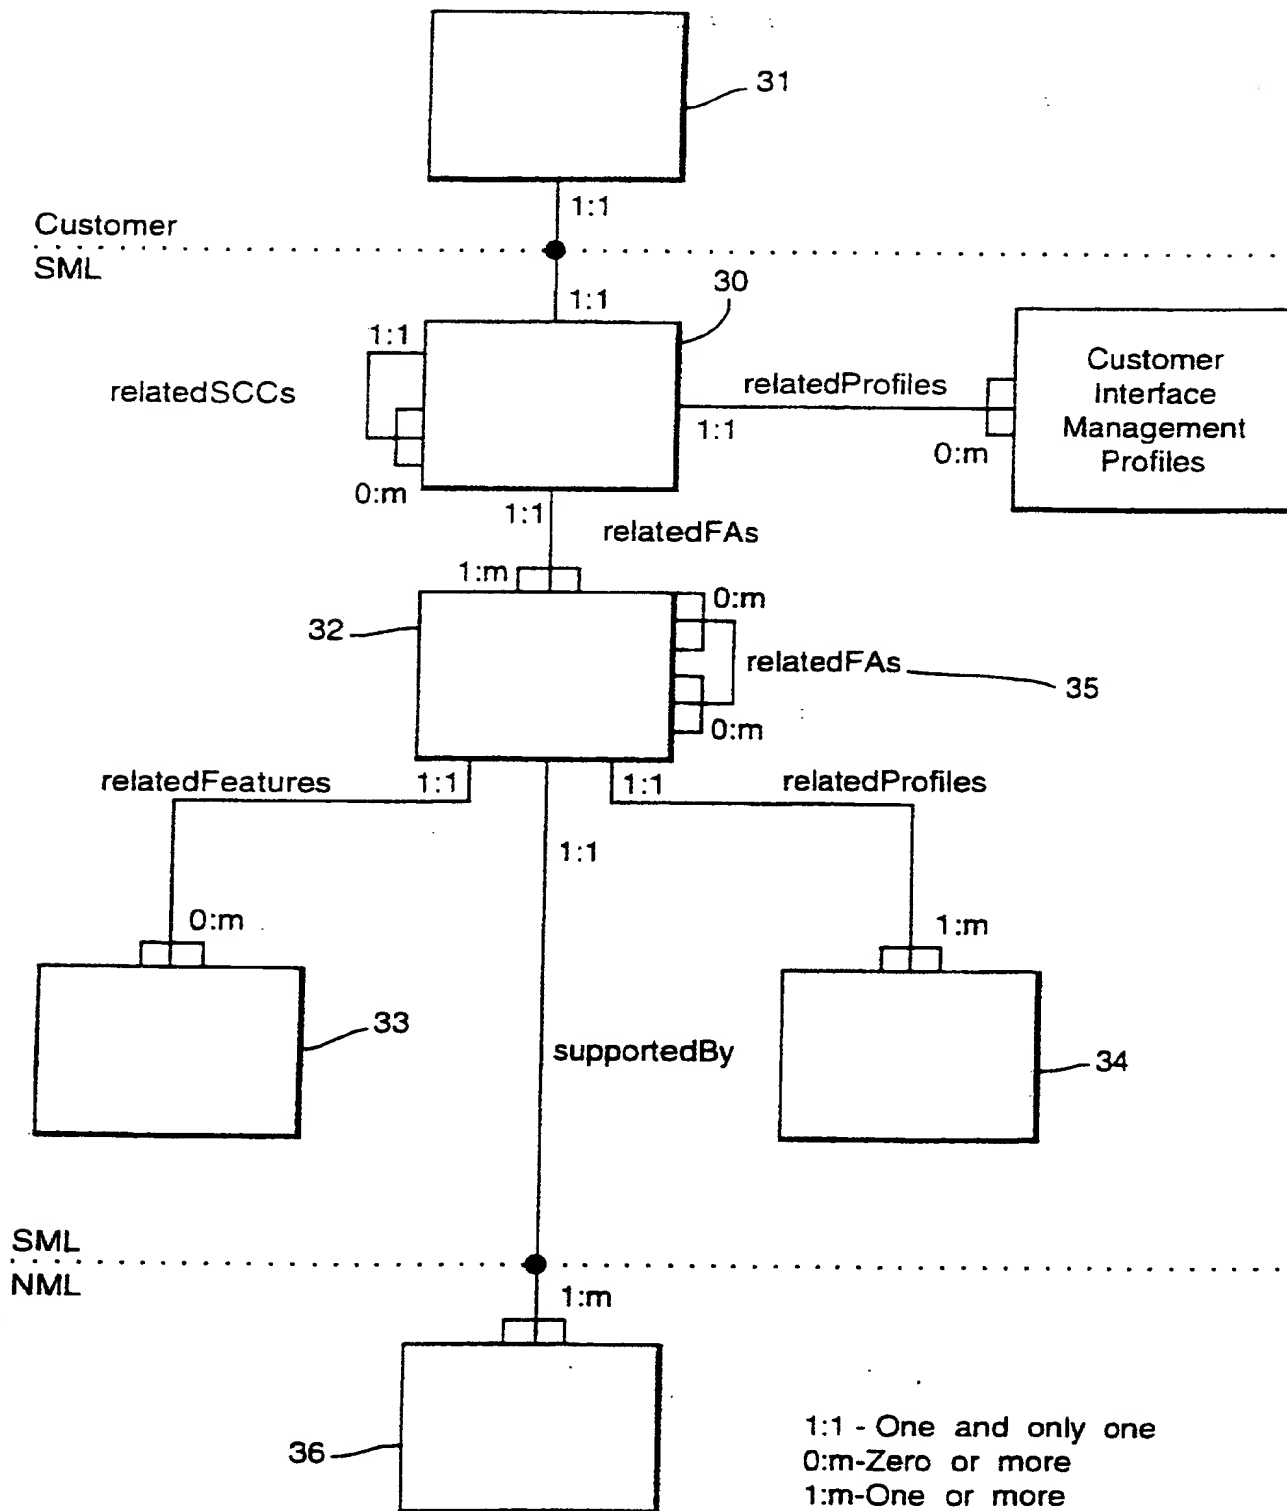 31
1:1
Customer
SML
1:1
30
1:1
relatedSCCs
0:m
relatedProfiles
1:1
0:m
Customer
Interface
Management
Profiles
1:1
relatedFAs
1:m
0:m
32
relatedFAs
35
0:m
relatedFeatures
1:1
1:1
relatedProfiles
1:1
0:m
1:m
33
supportedBy
34
SML
NML
1:m
36
1:1 - One and only one
0:m-Zero or more
1:m-One or more